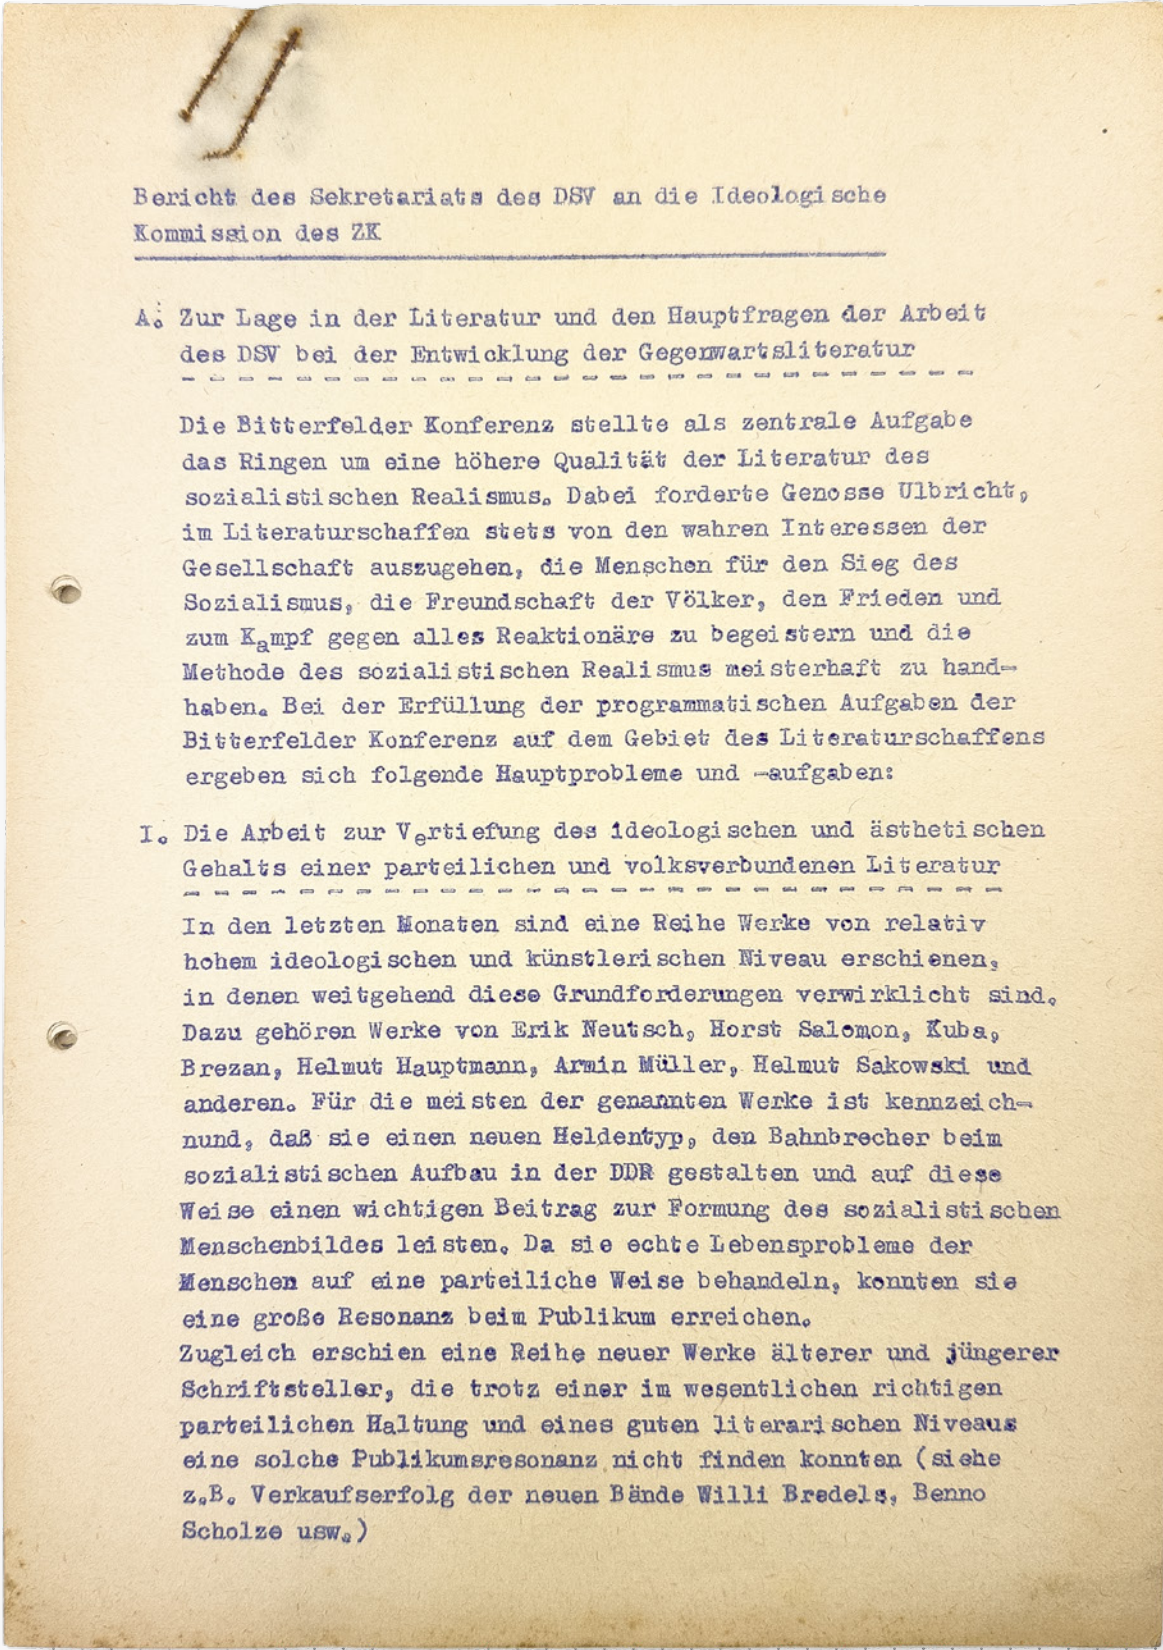 Bericht des Sekretariats des DSV an die Ideologische
Kommission des ZK
A. Zur Lage in der Literatur und den Hauptfragen der Arbeit
des DSV bei der Entwicklung der Gegenwartsliteratur
Die Bitterfelder Konferenz stellte als zentrale Aufgabe
das Ringen um eine höhere Qualität der Literatur des
sozialistischen Realismus. Dabei forderte Genosse Ulbricht,
im Literaturschaffen stets von den wahren Interessen der
Gesellschaft auszugehen, die Menschen für den Sieg des
Sozialismus, die Freundschaft der Völker, den Frieden und
zum Kampf gegen alles Reaktionäre zu begeistern und die
Methode des sozialistischen Realismus meisterhaft zu hand-
haben. Bei der Erfüllung der programmatischen Aufgaben der
Bitterfelder Konferenz auf dem Gebiet des Literaturschaffens
ergeben sich folgende Hauptprobleme und -aufgaben:
I. Die Arbeit zur Vertiefung des ideologischen und ästhetischen
Gehalts einer parteilichen und volksverbundenen Literatur
In den letzten Monaten sind eine Reihe Werke von relativ
hohem ideologischen und künstlerischen Niveau erschienen,
in denen weitgehend diese Grundforderungen verwirklicht sind.
Dazu gehören Werke von Erik Neutsch, Horst Salomon, Kuba,
Brezan, Helmut Hauptmann, Armin Müller, Helmut Sakowski und
anderen. Für die meisten der genannten Werke ist kennzeich-
nund, daß sie einen neuen Heldentyp, den Bahnbrecher beim
sozialistischen Aufbau in der DDR gestalten und auf diese
Weise einen wichtigen Beitrag zur Formung des sozialistischen
Menschenbildes leisten. Da sie echte Lebensprobleme der
Menschen auf eine parteiliche Weise behandeln, konnten sie
eine große Resonanz beim Publikum erreichen.
Zugleich erschien eine Reihe neuer Werke älterer und jüngerer
Schriftsteller, die trotz einer im wesentlichen richtigen
parteilichen Haltung und eines guten literarischen Niveaus
eine solche Publikumsresonanz nicht finden konnten (siehe
z.B. Verkaufserfolg der neuen Bände Willi Bredels, Benno
Scholze usw.)